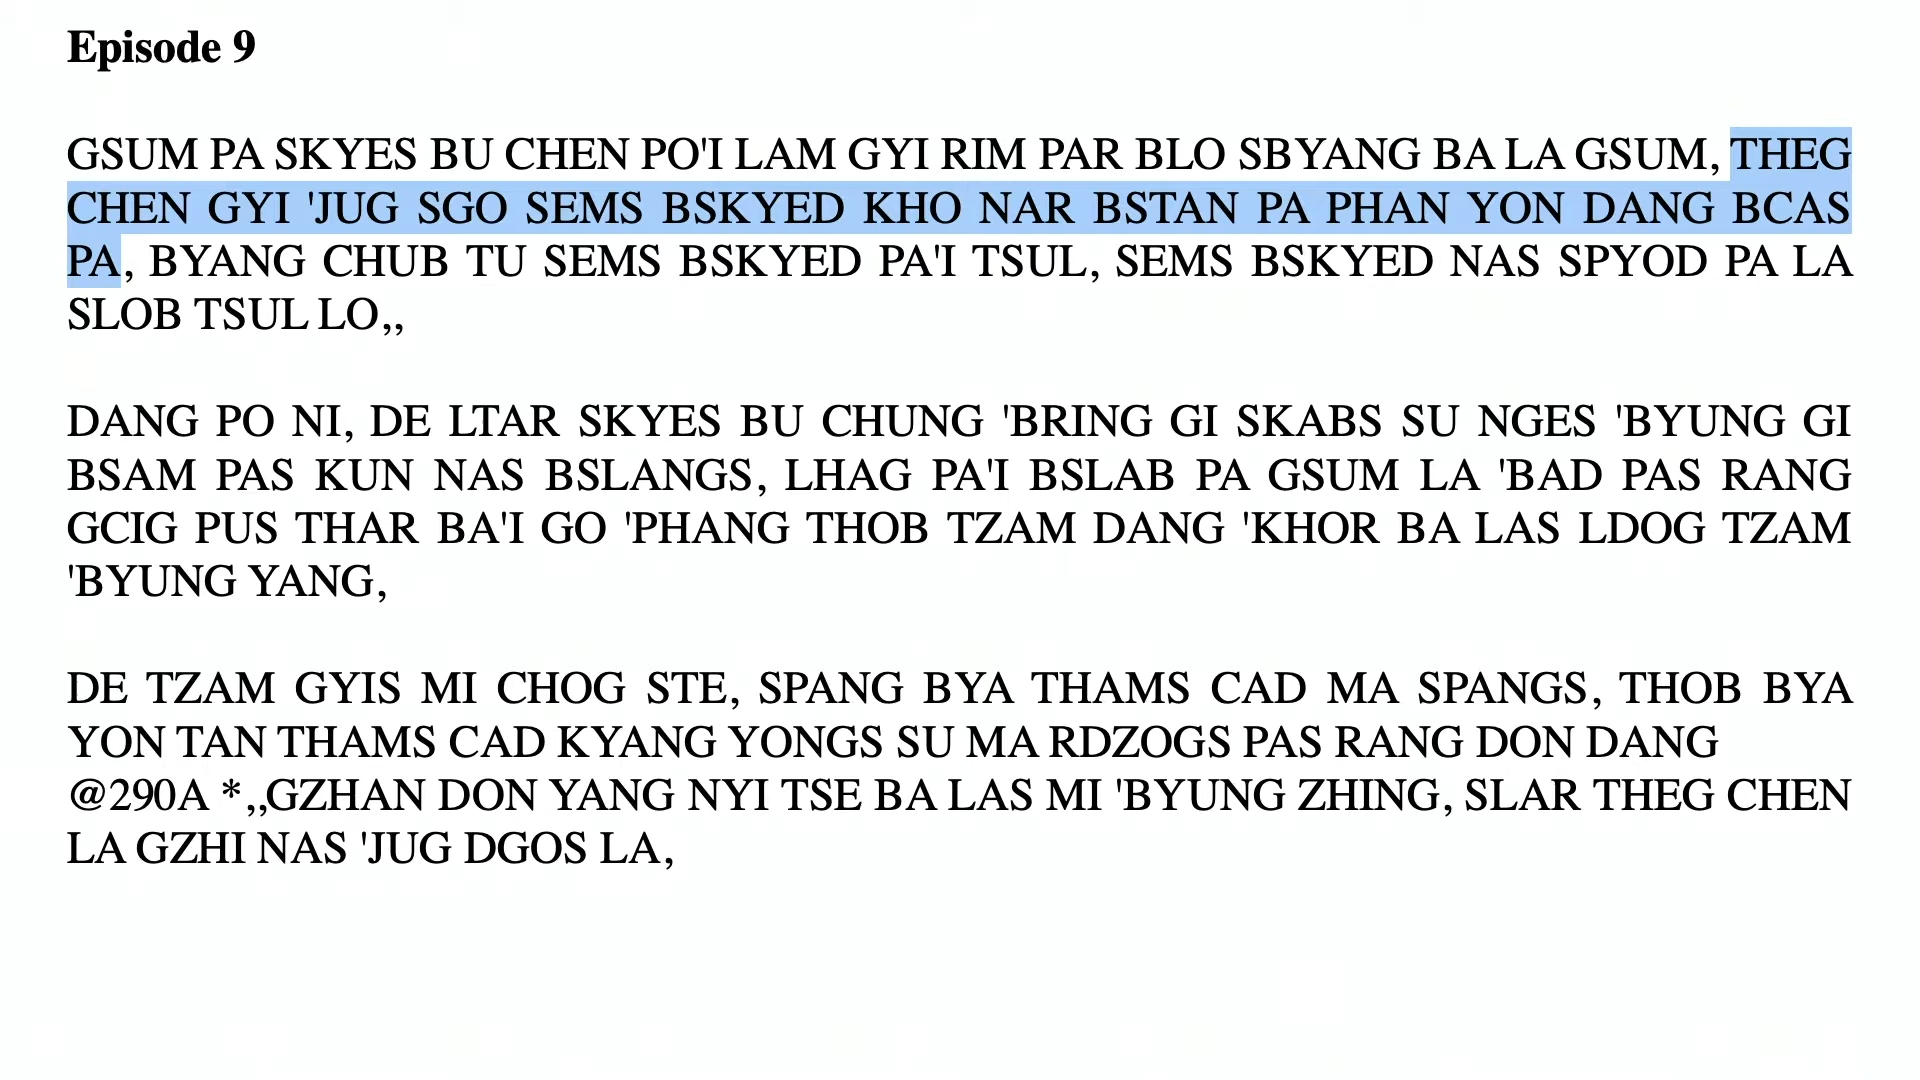 Episode 9
GSUM PA SKYES BU CHEN PO'I LAM GYI RIM PAR BLO SBYANG BA LA GSUM, THEG
CHEN GYI 'JUG SGO SEMS BSKYED KHO NAR BSTAN PA PHAN YON DANG BCAS
PA, BYANG CHUB TU SEMS BSKYED PA'I TSUL, SEMS BSKYED NAS SPYOD PA LA
SLOB TSUL LO,,
DANG PO NI, DE LTAR SKYES BU CHUNG 'BRING GI SKABS SU NGES 'BYUNG GI
BSAM PAS KUN NAS BSLANGS, LHAG PA'I BSLAB PA GSUM LA 'BAD PAS RANG
GCIG PUS THAR BA'I GO 'PHANG THOB TZAM DANG 'KHOR BA LAS LDOG TZAM
'BYUNG YANG,
DE TZAM GYIS MI CHOG STE, SPANG BYA THAMS CAD MA SPANGS, THOB BYA
YON TAN THAMS CAD KYANG YONGS SU MA RDZOGS PAS RANG DON DANG
@290A *,,GZHAN DON YANG NYI TSE BA LAS MI 'BYUNG ZHING, SLAR THEG CHEN
LA GZHI NAS 'JUG DGOS LA,